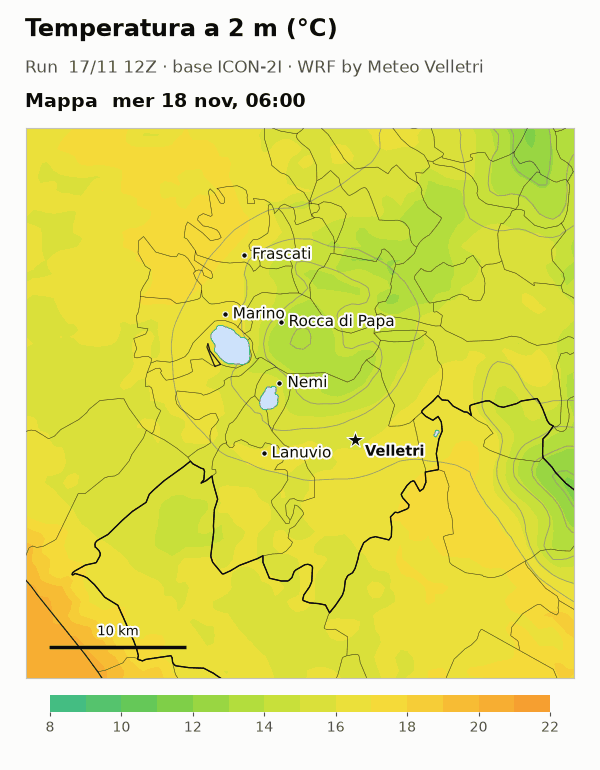 Temperatura a 2 m (°C)
Run  17/11 12Z · base ICON-2I · WRF by Meteo Velletri
Mappa  mer 18 nov, 06:00
Frascati
Marino
Rocca di Papa
Nemi
Velletri
Lanuvio
10 km
8 10 12 14 16 18 20 22